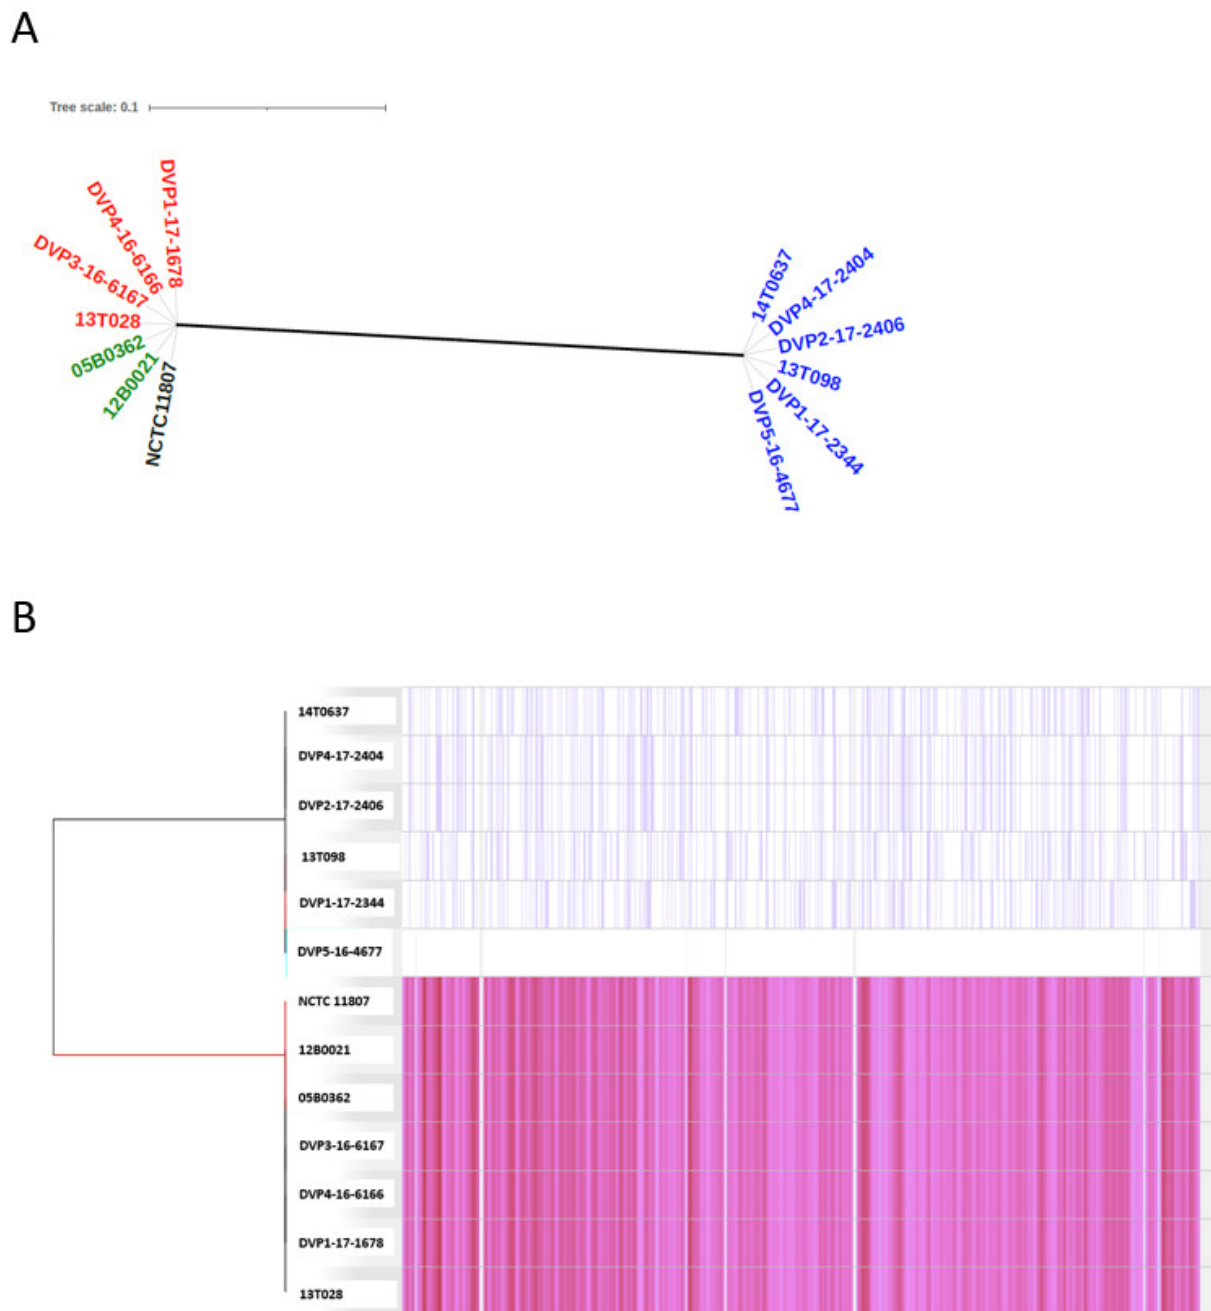 A
Tree scale: 0.1
DVP1-17-1678
DVP4-16-6166
DVP3-16-6167
13T028
05B0362
12B0021
NCTC11807
14T0637
DVP4-17-2404
DVP2-17-2406
13T098
DVP1-17-2344
DVP5-16-4677
B
14T0637
DVP4-17-2404
DVP2-17-2406
13T098
DVP1-17-2344
DVP5-16-4677
NCTC 11807
12B0021
05B0362
DVP3-16-6167
DVP4-16-6166
DVP1-17-1678
13T028